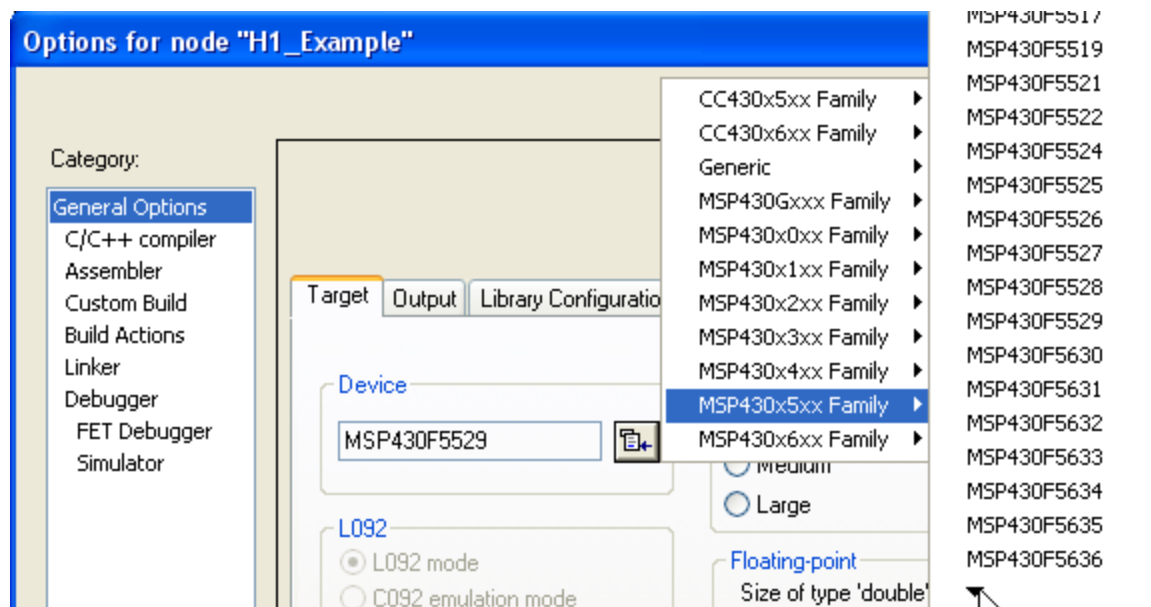 Options for node "H1_Example"
Category:
General Options
C/C++ compiler
Assembler
Custom Build
Build Actions
Linker
Debugger
FET Debugger
Simulator
Target
Output
Library Configuratio
Device
MSP430F5529
L092
L092 mode
C092 emulation mode
CC430x5xx Family
CC430x6xx Family
Generic
MSP430Gxxx Family
MSP430x0xx Family
MSP430x1xx Family
MSP430x2xx Family
MSP430x3xx Family
MSP430x4xx Family
MSP430x5xx Family
MSP430x6xx Family
Medium
Large
Floating-point
Size of type 'double'
MSP430F5517
MSP430F5519
MSP430F5521
MSP430F5522
MSP430F5524
MSP430F5525
MSP430F5526
MSP430F5527
MSP430F5528
MSP430F5529
MSP430F5630
MSP430F5631
MSP430F5632
MSP430F5633
MSP430F5634
MSP430F5635
MSP430F5636